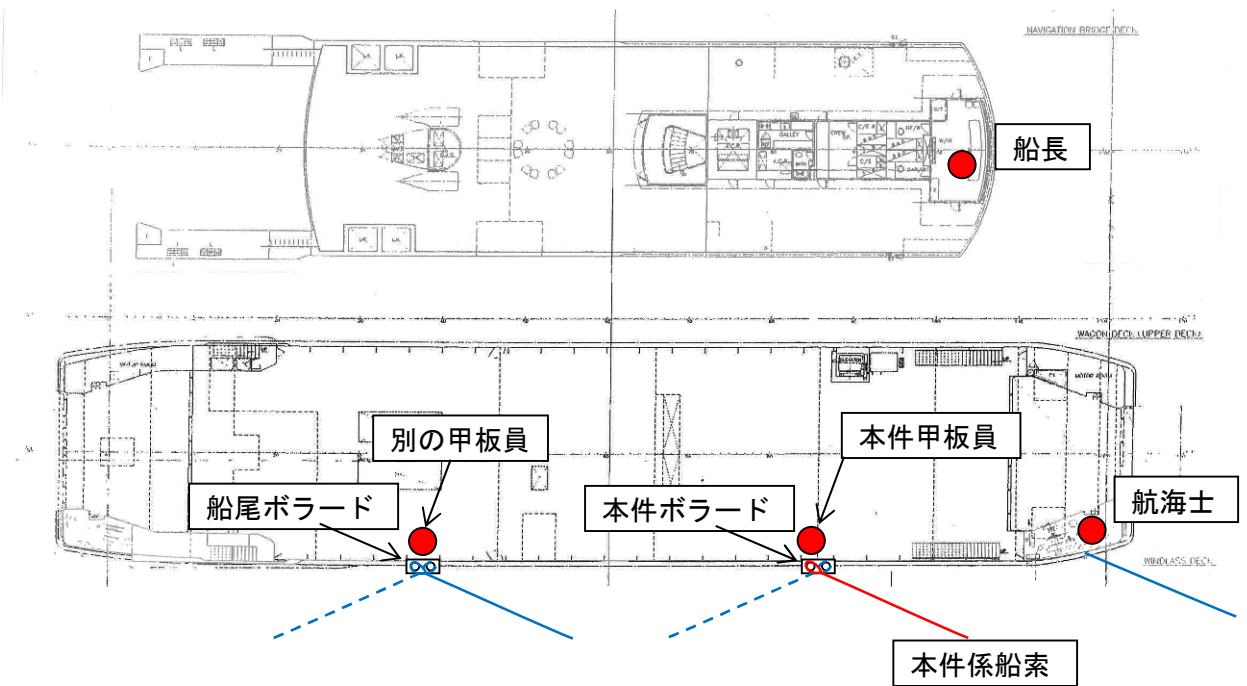 NAVIGATION BRIDGE DECK
船長
GALLEY
W/H
WAGON DECK (UPPER DECK)
別の甲板員
本件甲板員
船尾ボラード
本件ボラード
航海士
WINDLASS DECK
本件係船索